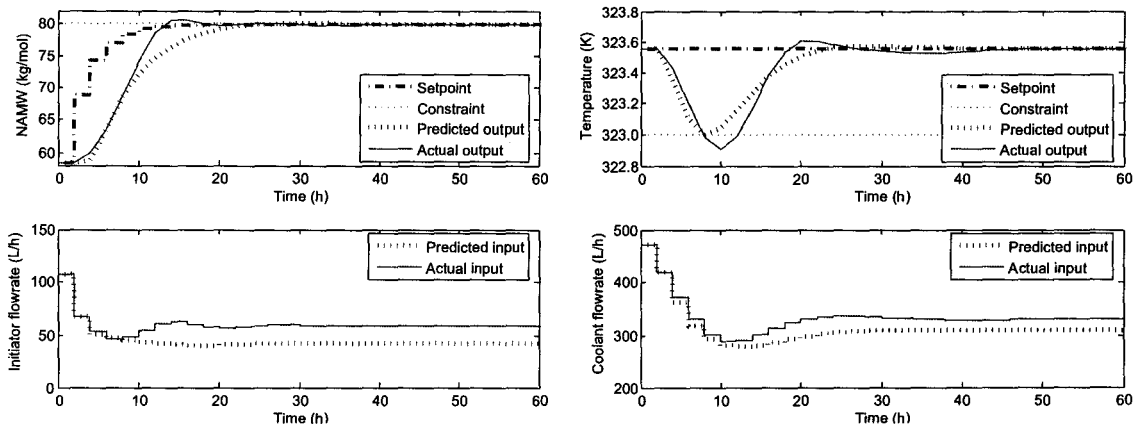 NAMW (kg/mol)
80
75
70
65
60
Setpoint
Constraint
Predicted output
Actual output
0 10 20 30 40 50 60
Time (h)
Temperature (K)
323.8
323.6
323.4
323.2
323.0
322.8
Setpoint
Constraint
Predicted output
Actual output
0 10 20 30 40 50 60
Time (h)
Initiator flowrate (L/h)
150
100
50
0
Predicted input
Actual input
0 10 20 30 40 50 60
Time (h)
Coolant flowrate (L/h)
500
400
300
200
Predicted input
Actual input
0 10 20 30 40 50 60
Time (h)